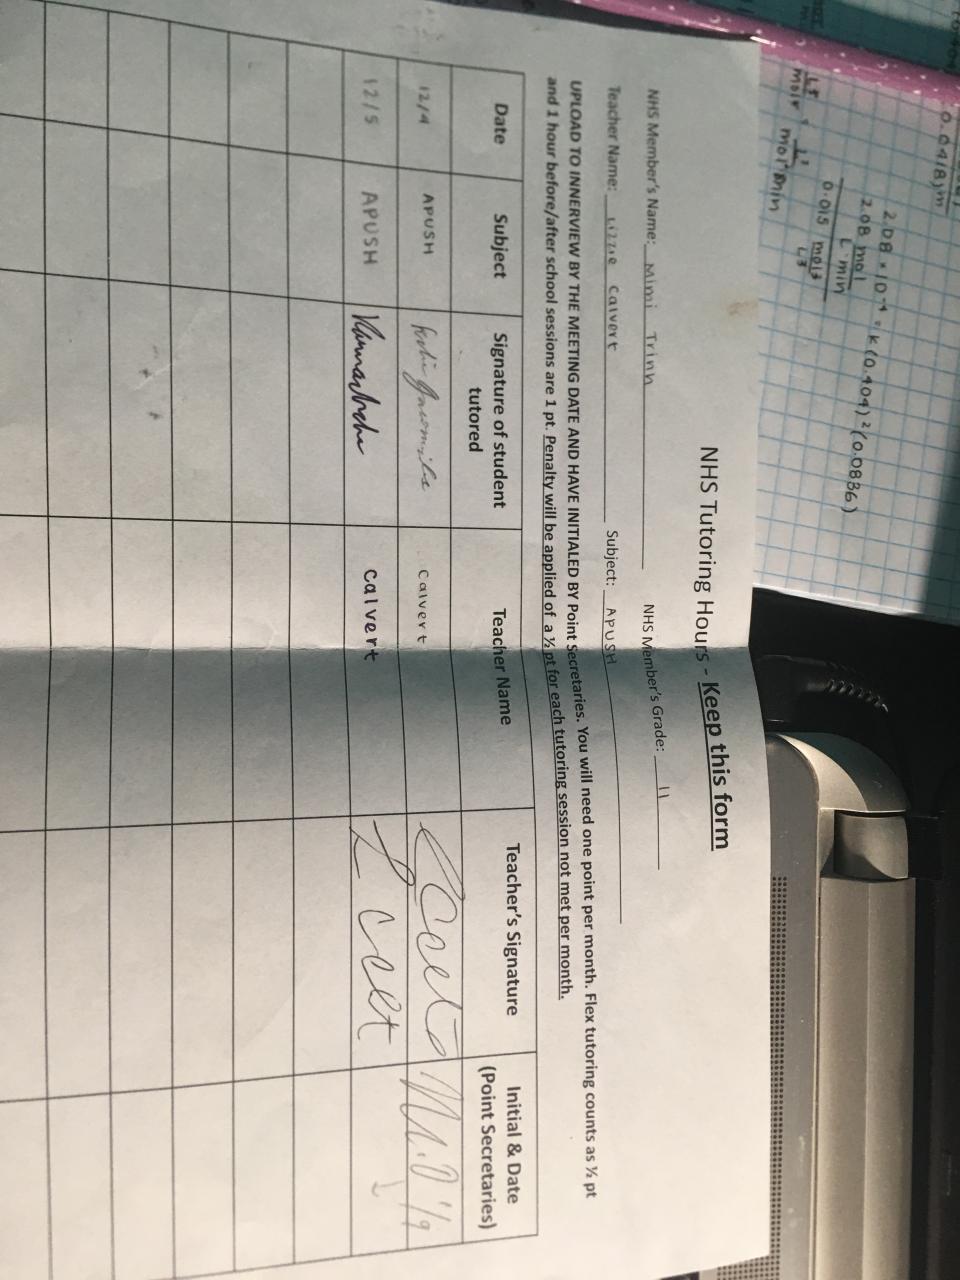 NHS Tutoring Hours - Keep this form
NHS Member's Name: Mimi Trinh NHS Member's Grade: 11
Teacher Name: Lizzie Calvert Subject: APUSH
UPLOAD TO INNERVIEW BY THE MEETING DATE AND HAVE INITIALED BY Point Secretaries. You will need one point per month. Flex tutoring counts as ½ pt
and 1 hour before/after school sessions are 1 pt. Penalty will be applied of a ½ pt for each tutoring session not met per month.
Date Subject Signature of student tutored Teacher Name Teacher's Signature Initial & Date (Point Secretaries)
12/4 APUSH Calvert 1/9
12/5 APUSH Calvert
2.08 × 10⁻⁴ = k (0.404)² (0.0836)
2.08 mol
L·min
0.015 mol³
L³